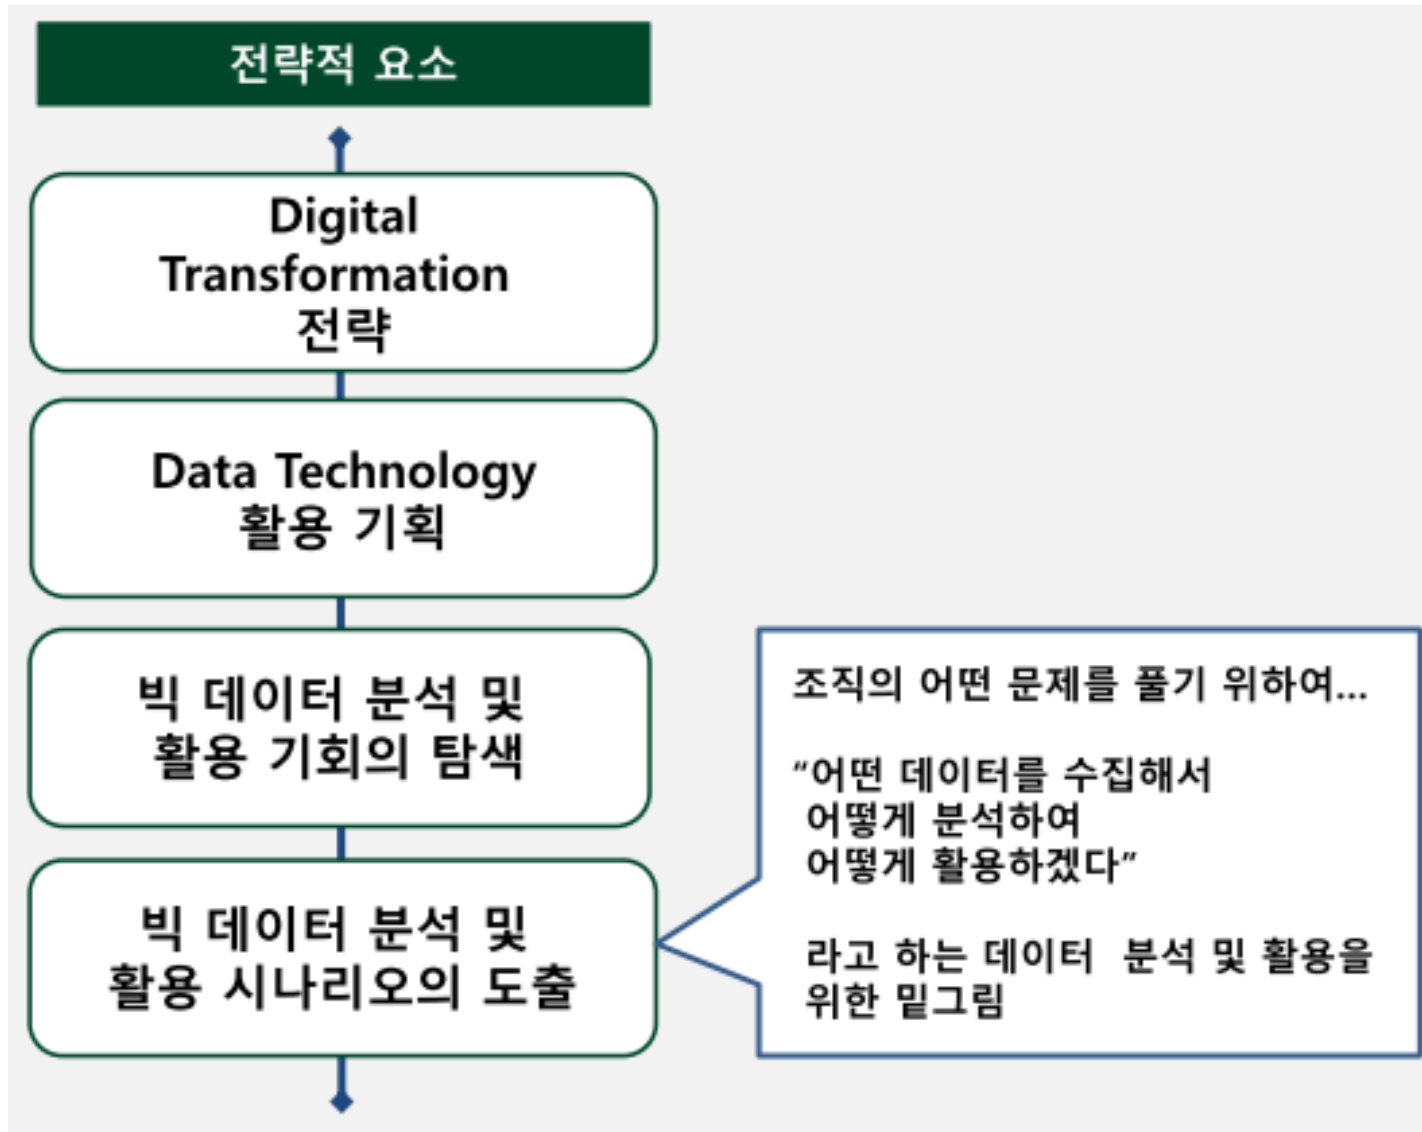 전략적 요소
Digital
Transformation
전략
Data Technology
활용 기획
빅 데이터 분석 및
활용 기회의 탐색
빅 데이터 분석 및
활용 시나리오의 도출
조직의 어떤 문제를 풀기 위하여...
“어떤 데이터를 수집해서
어떻게 분석하여
어떻게 활용하겠다”
라고 하는 데이터 분석 및 활용을
위한 밑그림